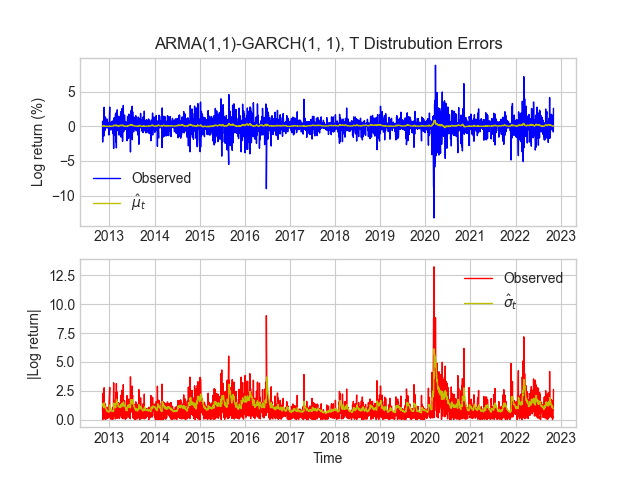 ARMA(1,1)-GARCH(1, 1), T Distrubution Errors
Log return (%)
5
0
−5
−10
Observed
μ̂t
2013 2014 2015 2016 2017 2018 2019 2020 2021 2022 2023
|Log return|
12.5
10.0
7.5
5.0
2.5
0.0
Observed
σ̂t
2013 2014 2015 2016 2017 2018 2019 2020 2021 2022 2023
Time